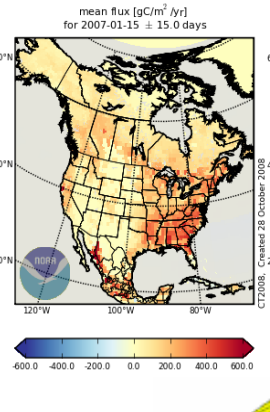 mean flux [gC/m² /yr]
for 2007-01-15 ± 15.0 days
120°W 100°W 80°W
NOAA
CT2008, Created 28 October 2008
-600.0 -400.0 -200.0 0.0 200.0 400.0 600.0